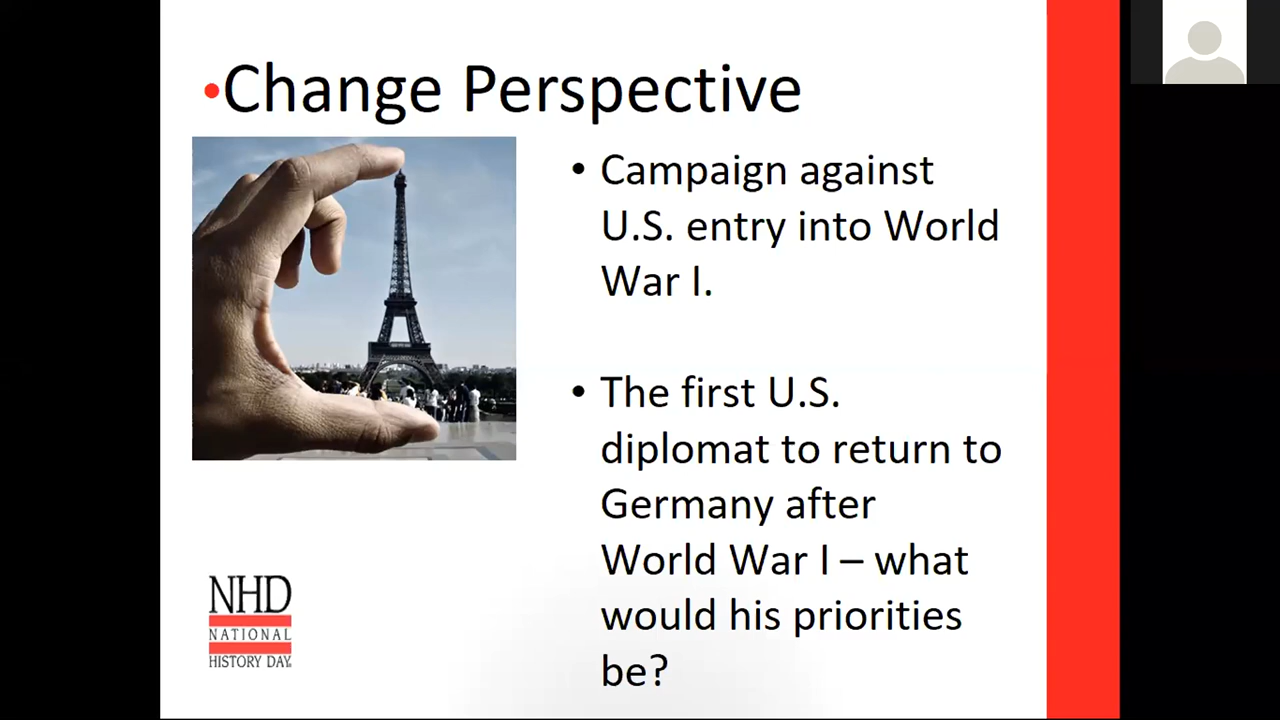 •Change Perspective
• Campaign against
U.S. entry into World
War I.
• The first U.S.
diplomat to return to
Germany after
World War I – what
would his priorities
be?
NHD
NATIONAL
HISTORY DAY